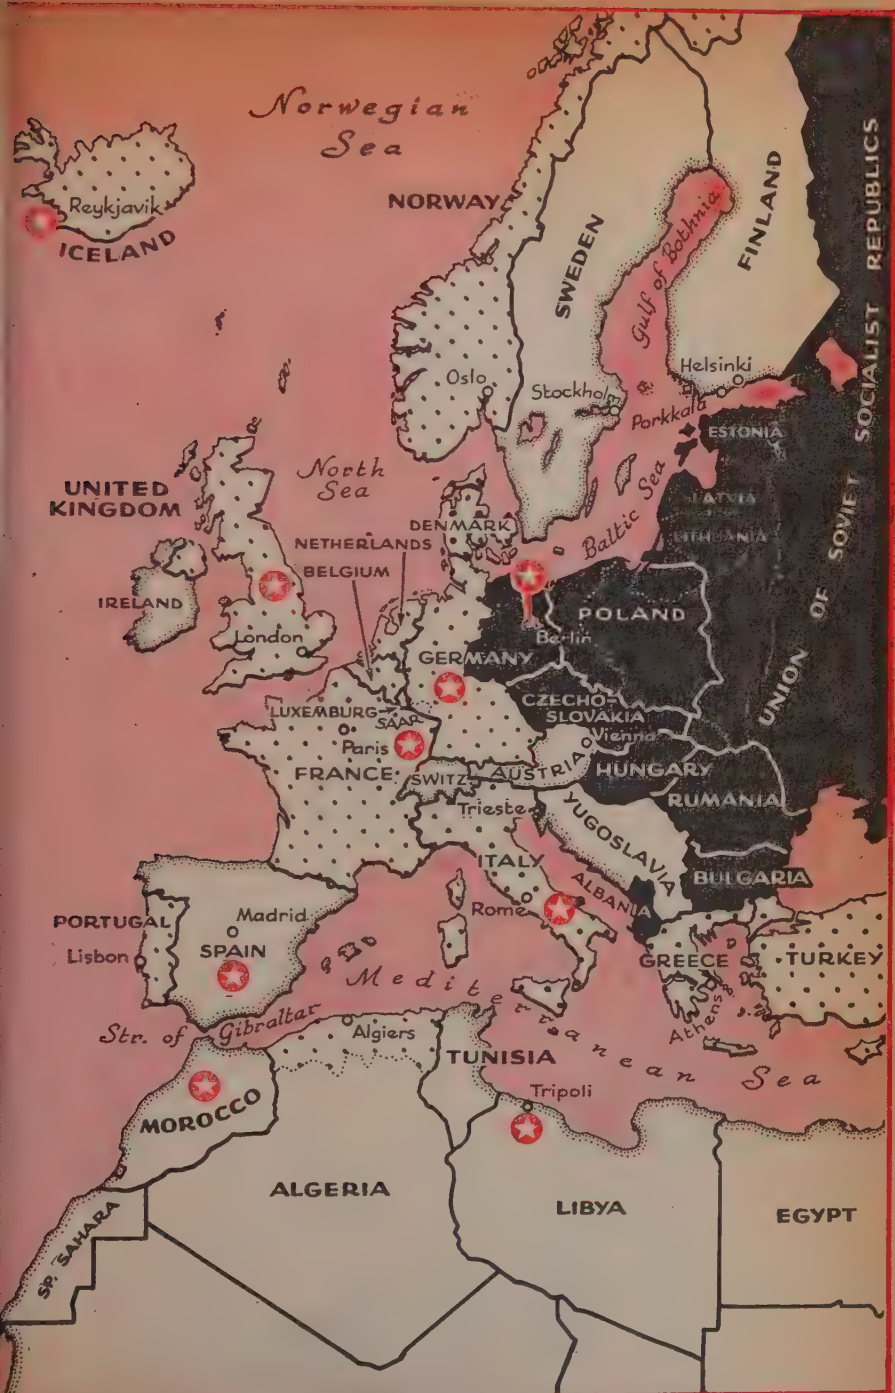 Norwegian
Sea
NORWAY
Reykjavik
ICELAND
SWEDEN
Gulf of Bothnia
FINLAND
UNION OF SOVIET SOCIALIST REPUBLICS
Oslo
Stockholm
Helsinki
Porkkala
ESTONIA
North
Sea
UNITED
KINGDOM
LATVIA
LITHUANIA
DENMARK
Baltic Sea
NETHERLANDS
BELGIUM
IRELAND
London
POLAND
Berlin
GERMANY
LUXEMBURG
SAAR
CZECHO-
SLOVAKIA
Vienna
Paris
FRANCE
SWITZ.
AUSTRIA
HUNGARY
RUMANIA
Trieste
YUGOSLAVIA
ITALY
BULGARIA
ALBANIA
Rome
PORTUGAL
Madrid
Lisbon
SPAIN
GREECE
TURKEY
Mediterranean Sea
Athens
Str. of Gibraltar
Algiers
TUNISIA
Tripoli
MOROCCO
ALGERIA
LIBYA
EGYPT
SP. SAHARA